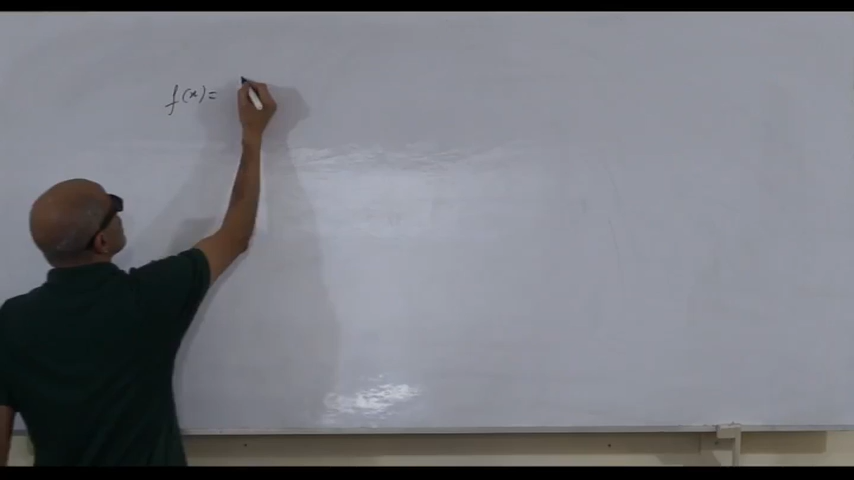 f(x) =